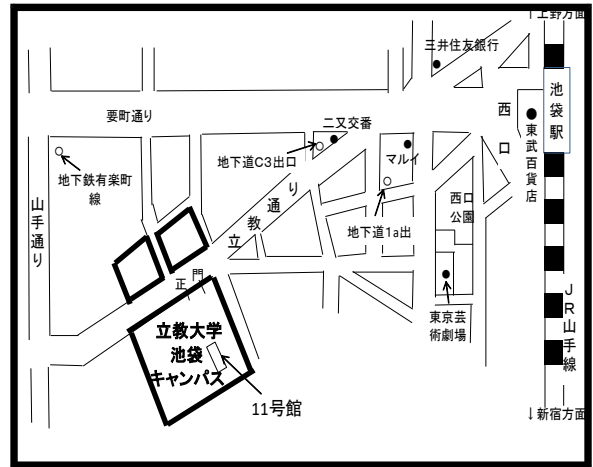 ↑上野方面
三井住友銀行
池袋駅
西口
東武百貨店
要町通り
二又交番
地下道C3出口
マルイ
地下鉄有楽町
線
山手通り
立教通り
西口
公園
地下道1a出
正門
東京芸
術劇場
JR山手線
立教大学
池袋
キャンパス
11号館
↓新宿方面